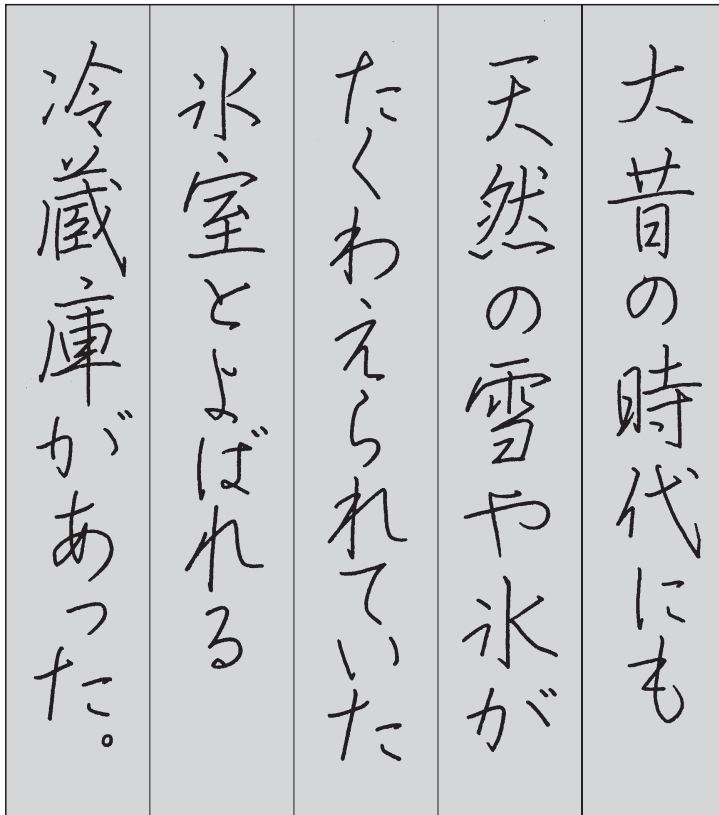 大昔の時代にも
天然の雪や氷が
たくわえられていた
氷室とよばれる
冷蔵庫があった。